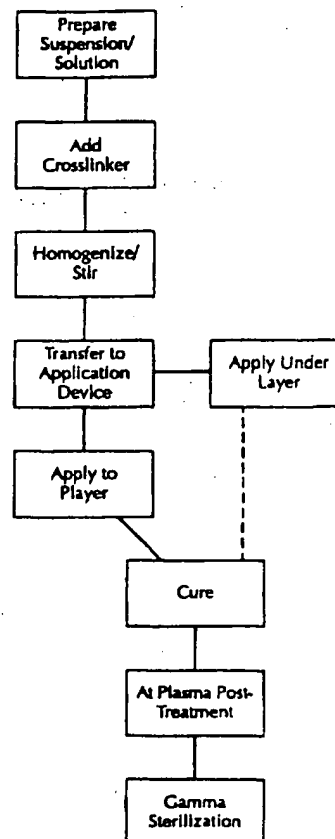 Prepare
Suspension/
Solution
Add
Crosslinker
Homogenize/
Stir
Transfer to
Application
Device
Apply Under
Layer
Apply to
Player
Cure
At Plasma Post-
Treatment
Gamma
Sterilization